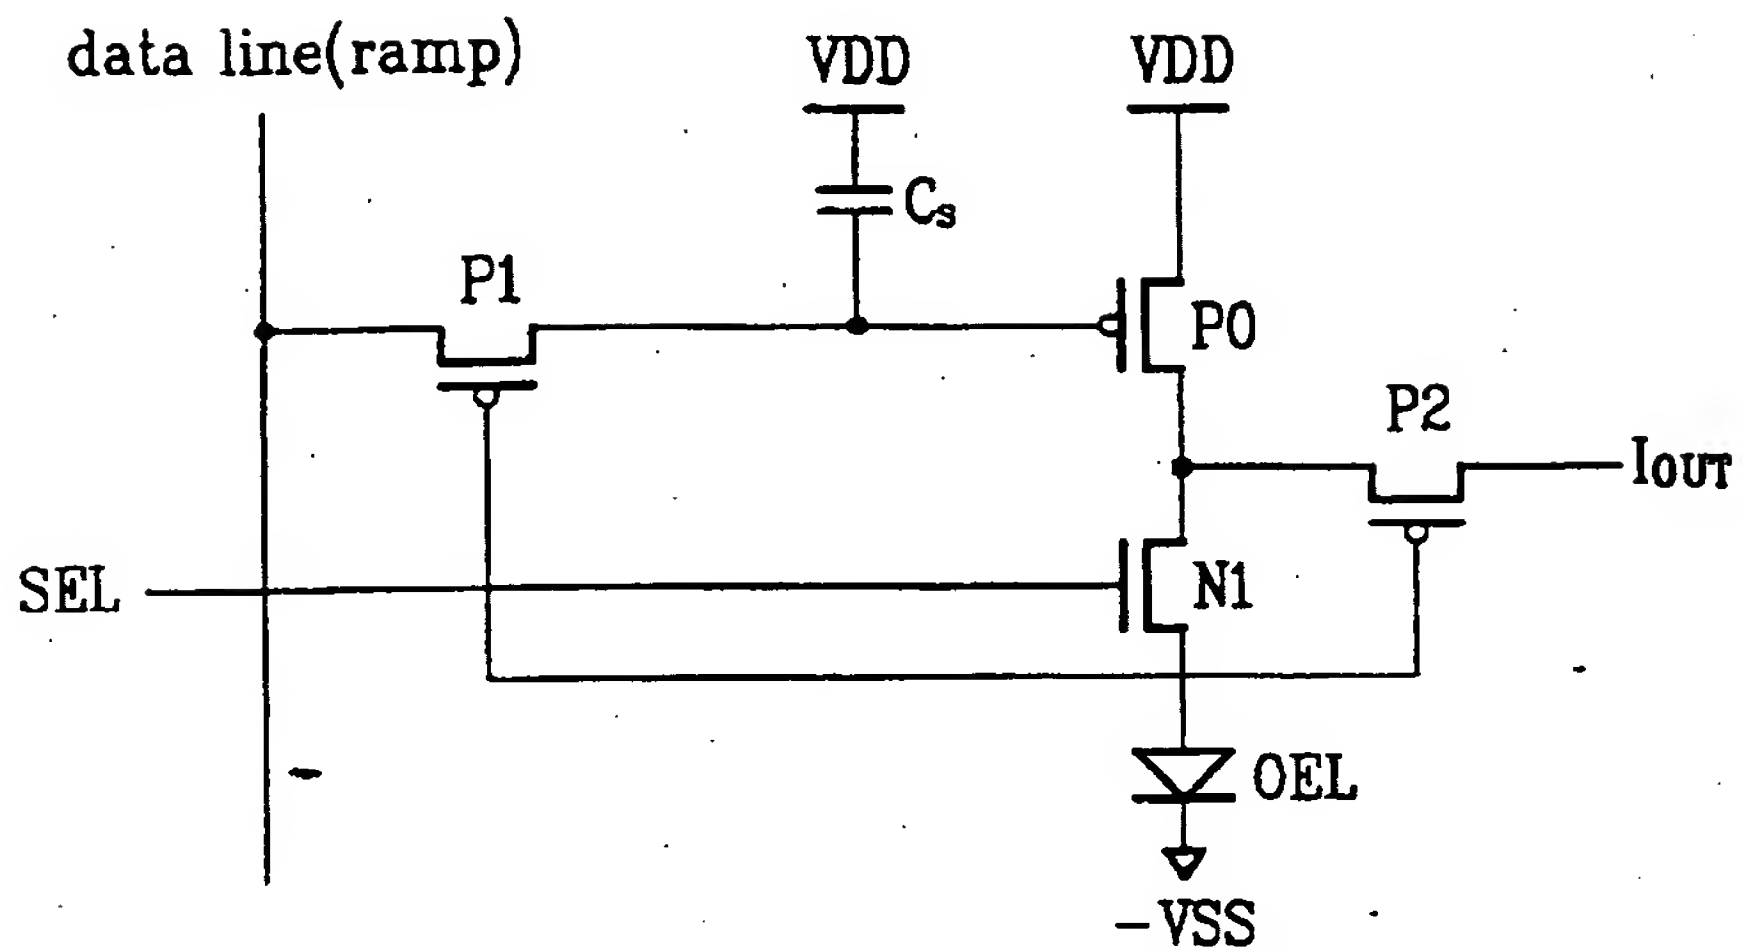 data line(ramp)
VDD
VDD
Cs
P1
P0
P2
IOUT
SEL
N1
OEL
-VSS